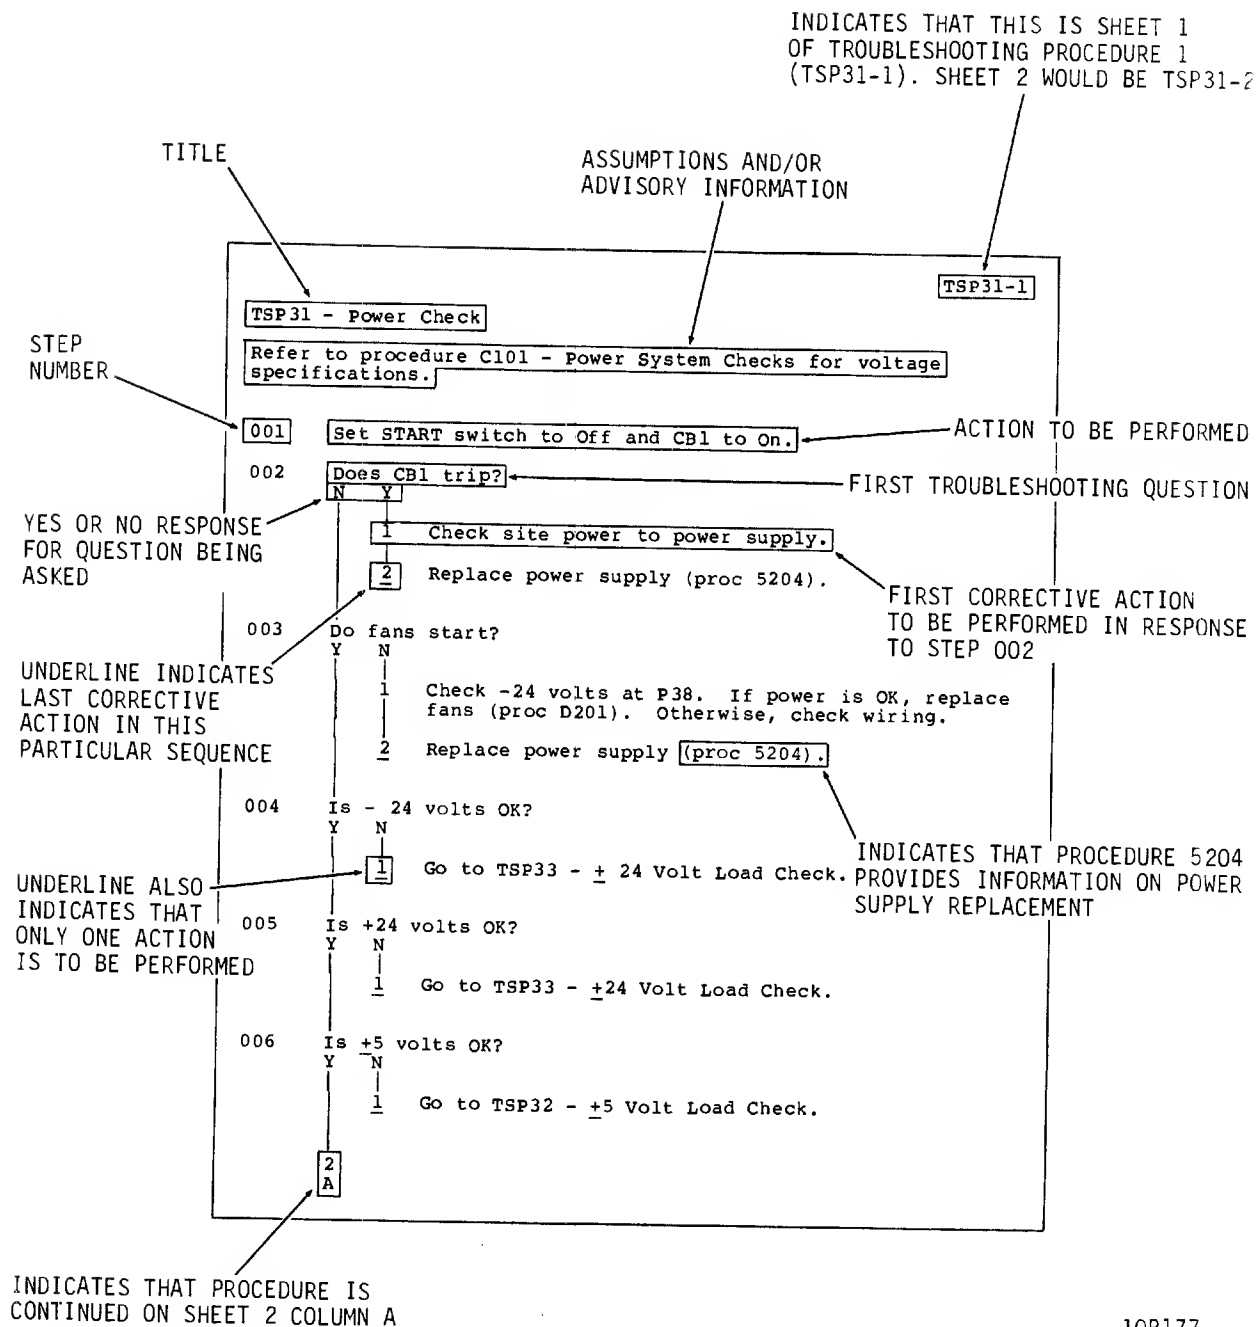 INDICATES THAT THIS IS SHEET 1
OF TROUBLESHOOTING PROCEDURE 1
(TSP31-1). SHEET 2 WOULD BE TSP31-2
TITLE
ASSUMPTIONS AND/OR
ADVISORY INFORMATION
TSP31-1
TSP31 - Power Check
STEP
NUMBER
Refer to procedure C101 - Power System Checks for voltage
specifications.
001 Set START switch to Off and CB1 to On.
ACTION TO BE PERFORMED
002 Does CB1 trip?
N Y
FIRST TROUBLESHOOTING QUESTION
YES OR NO RESPONSE
FOR QUESTION BEING
ASKED
1 Check site power to power supply.
2 Replace power supply (proc 5204).
FIRST CORRECTIVE ACTION
TO BE PERFORMED IN RESPONSE
TO STEP 002
003 Do fans start?
Y N
UNDERLINE INDICATES
LAST CORRECTIVE
ACTION IN THIS
PARTICULAR SEQUENCE
1 Check -24 volts at P38. If power is OK, replace
fans (proc D201). Otherwise, check wiring.
2 Replace power supply (proc 5204).
004 Is - 24 volts OK?
Y N
1 Go to TSP33 - ± 24 Volt Load Check.
INDICATES THAT PROCEDURE 5204
PROVIDES INFORMATION ON POWER
SUPPLY REPLACEMENT
UNDERLINE ALSO
INDICATES THAT
ONLY ONE ACTION
IS TO BE PERFORMED
005 Is +24 volts OK?
Y N
1 Go to TSP33 - ±24 Volt Load Check.
006 Is ±5 volts OK?
Y N
1 Go to TSP32 - ±5 Volt Load Check.
2
A
INDICATES THAT PROCEDURE IS
CONTINUED ON SHEET 2 COLUMN A